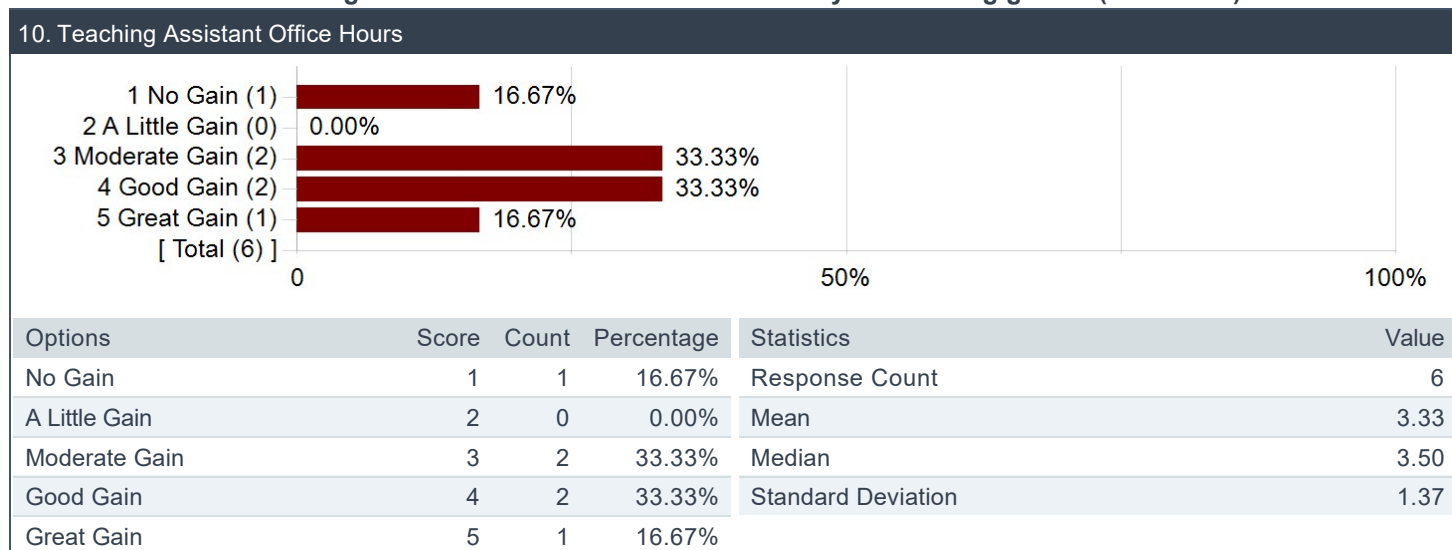 10. Teaching Assistant Office Hours
1 No Gain (1) 16.67%
2 A Little Gain (0) 0.00%
3 Moderate Gain (2) 33.33%
4 Good Gain (2) 33.33%
5 Great Gain (1) 16.67%
[ Total (6) ]
0 50% 100%
Options Score Count Percentage Statistics Value
No Gain 1 1 16.67% Response Count 6
A Little Gain 2 0 0.00% Mean 3.33
Moderate Gain 3 2 33.33% Median 3.50
Good Gain 4 2 33.33% Standard Deviation 1.37
Great Gain 5 1 16.67%